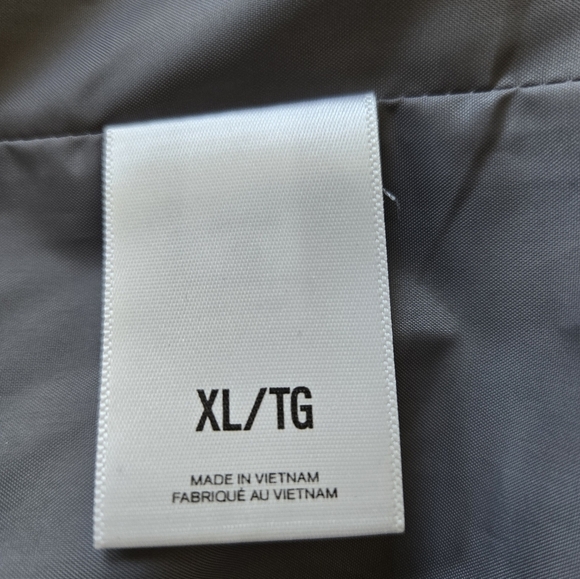 XL/TG
MADE IN VIETNAM
FABRIQUÉ AU VIETNAM